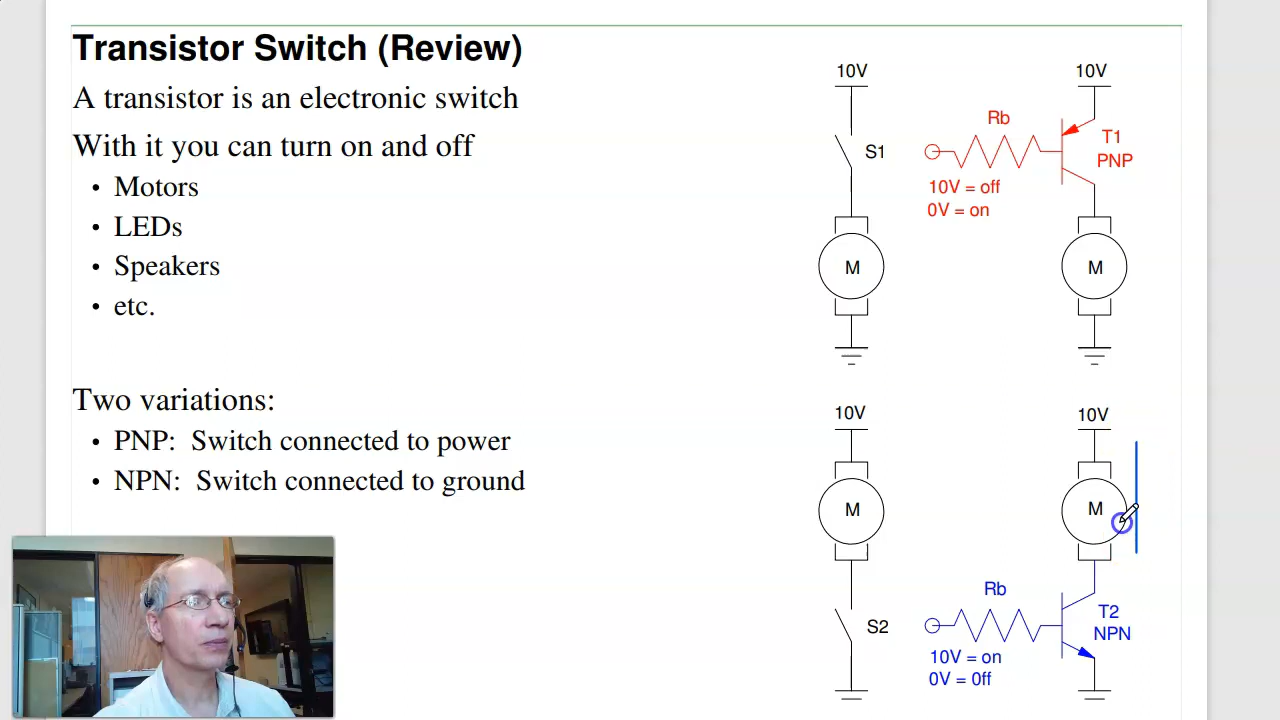 Transistor Switch (Review)
A transistor is an electronic switch
With it you can turn on and off
• Motors
• LEDs
• Speakers
• etc.
Two variations:
• PNP: Switch connected to power
• NPN: Switch connected to ground
10V
S1
M
10V
Rb
T1
PNP
10V = off
0V = on
M
10V
M
S2
10V
M
Rb
T2
NPN
10V = on
0V = 0ff